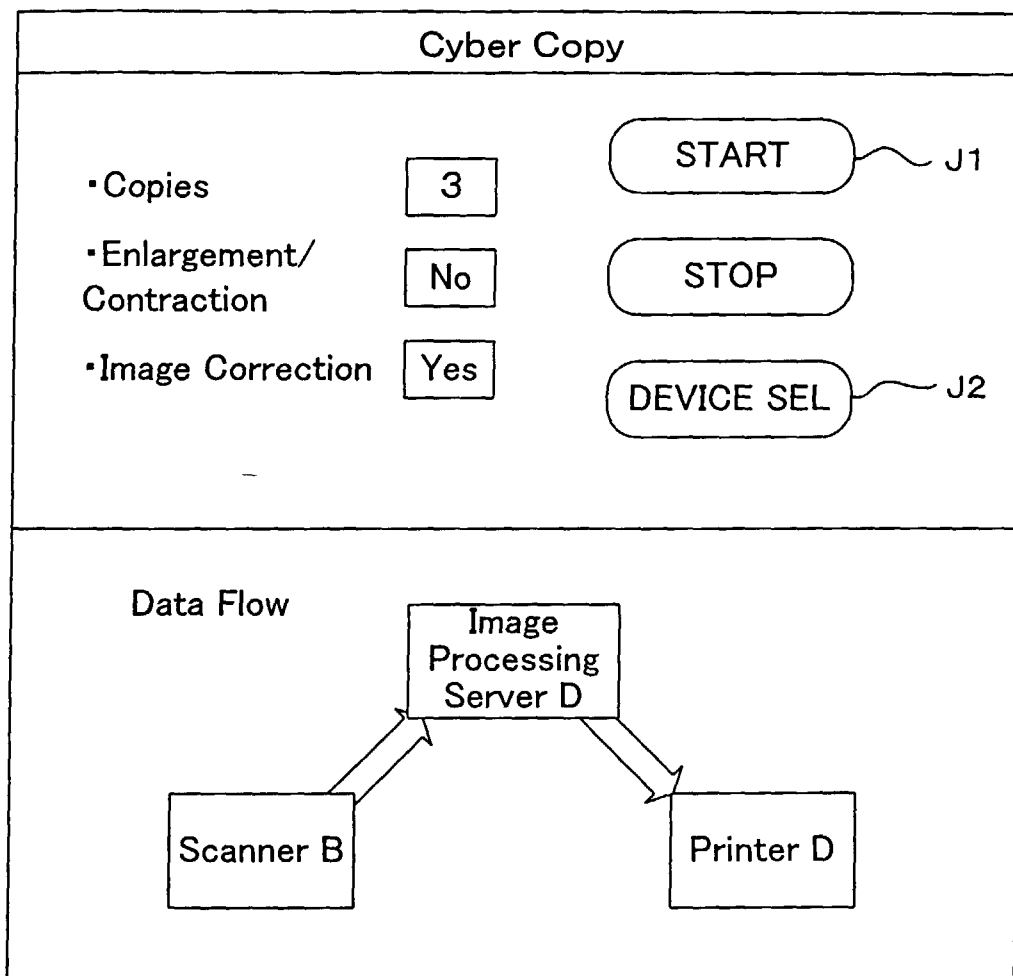 Cyber Copy
▪Copies 3
▪Enlargement/
Contraction No
▪Image Correction Yes
START J1
STOP
DEVICE SEL J2
Data Flow
Image
Processing
Server D
Scanner B
Printer D